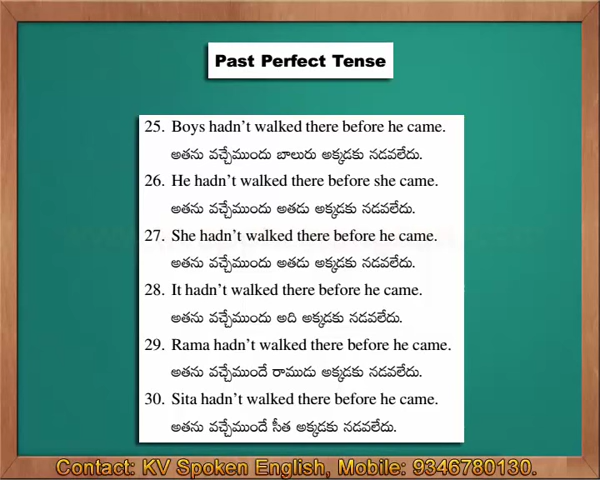 Past Perfect Tense
25. Boys hadn't walked there before he came.
అతను వచ్చేముందు బాలురు అక్కడకు నడవలేదు.
26. He hadn't walked there before she came.
అతను వచ్చేముందు అతడు అక్కడకు నడవలేదు.
27. She hadn't walked there before he came.
అతను వచ్చేముందు అతడు అక్కడకు నడవలేదు.
28. It hadn't walked there before he came.
అతను వచ్చేముందు అది అక్కడకు నడవలేదు.
29. Rama hadn't walked there before he came.
అతను వచ్చేముందే రాముడు అక్కడకు నడవలేదు.
30. Sita hadn't walked there before he came.
అతను వచ్చేముందే సీత అక్కడకు నడవలేదు.
Contact: KV Spoken English, Mobile: 9346780130.